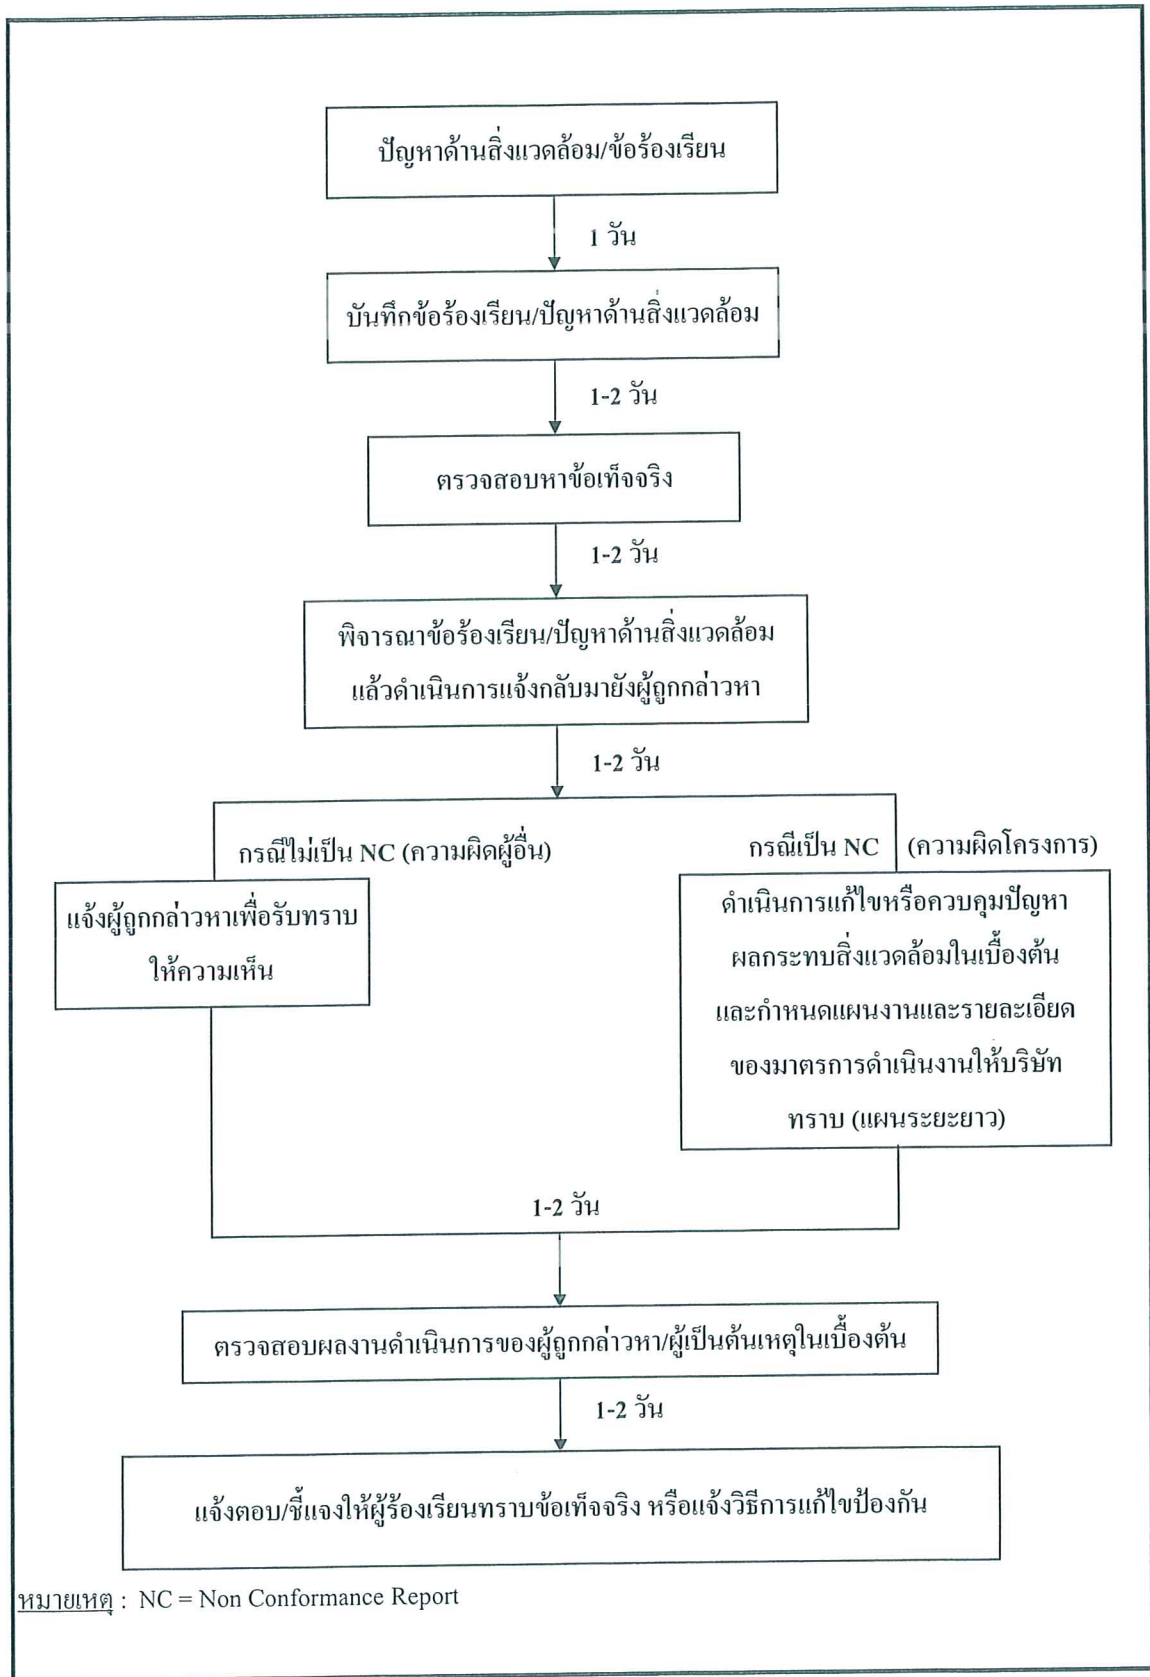 ปัญหาด้านสิ่งแวดล้อม/ข้อร้องเรียน
1 วัน
บันทึกข้อร้องเรียน/ปัญหาด้านสิ่งแวดล้อม
1-2 วัน
ตรวจสอบหาข้อเท็จจริง
1-2 วัน
พิจารณาข้อร้องเรียน/ปัญหาด้านสิ่งแวดล้อม
แล้วดำเนินการแจ้งกลับมายังผู้ถูกกล่าวหา
1-2 วัน
กรณีไม่เป็น NC (ความผิดผู้อื่น)
แจ้งผู้ถูกกล่าวหาเพื่อรับทราบ
ให้ความเห็น
กรณีเป็น NC (ความผิดโครงการ)
ดำเนินการแก้ไขหรือควบคุมปัญหา
ผลกระทบสิ่งแวดล้อมในเบื้องต้น
และกำหนดแผนงานและรายละเอียด
ของมาตรการดำเนินงานให้บริษัท
ทราบ (แผนระยะยาว)
1-2 วัน
ตรวจสอบผลงานดำเนินการของผู้ถูกกล่าวหา/ผู้เป็นต้นเหตุในเบื้องต้น
1-2 วัน
แจ้งตอบ/ชี้แจงให้ผู้ร้องเรียนทราบข้อเท็จจริง หรือแจ้งวิธีการแก้ไขป้องกัน
หมายเหตุ : NC = Non Conformance Report